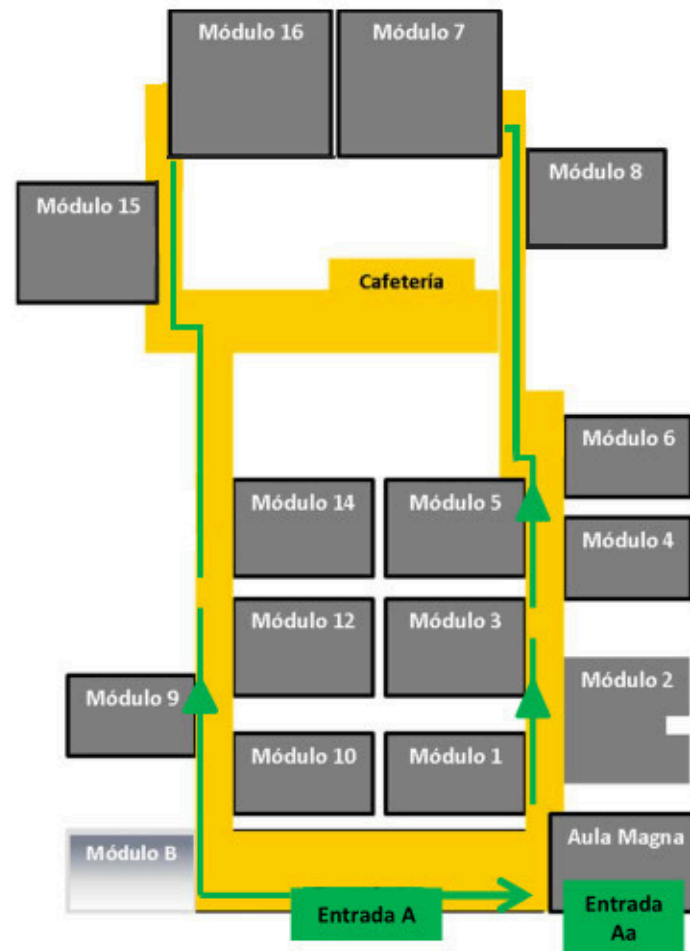 Módulo 16
Módulo 7
Módulo 8
Módulo 15
Cafetería
Módulo 6
Módulo 14
Módulo 5
Módulo 4
Módulo 12
Módulo 3
Módulo 2
Módulo 9
Módulo 10
Módulo 1
Aula Magna
Módulo B
Entrada A
Entrada
Aa